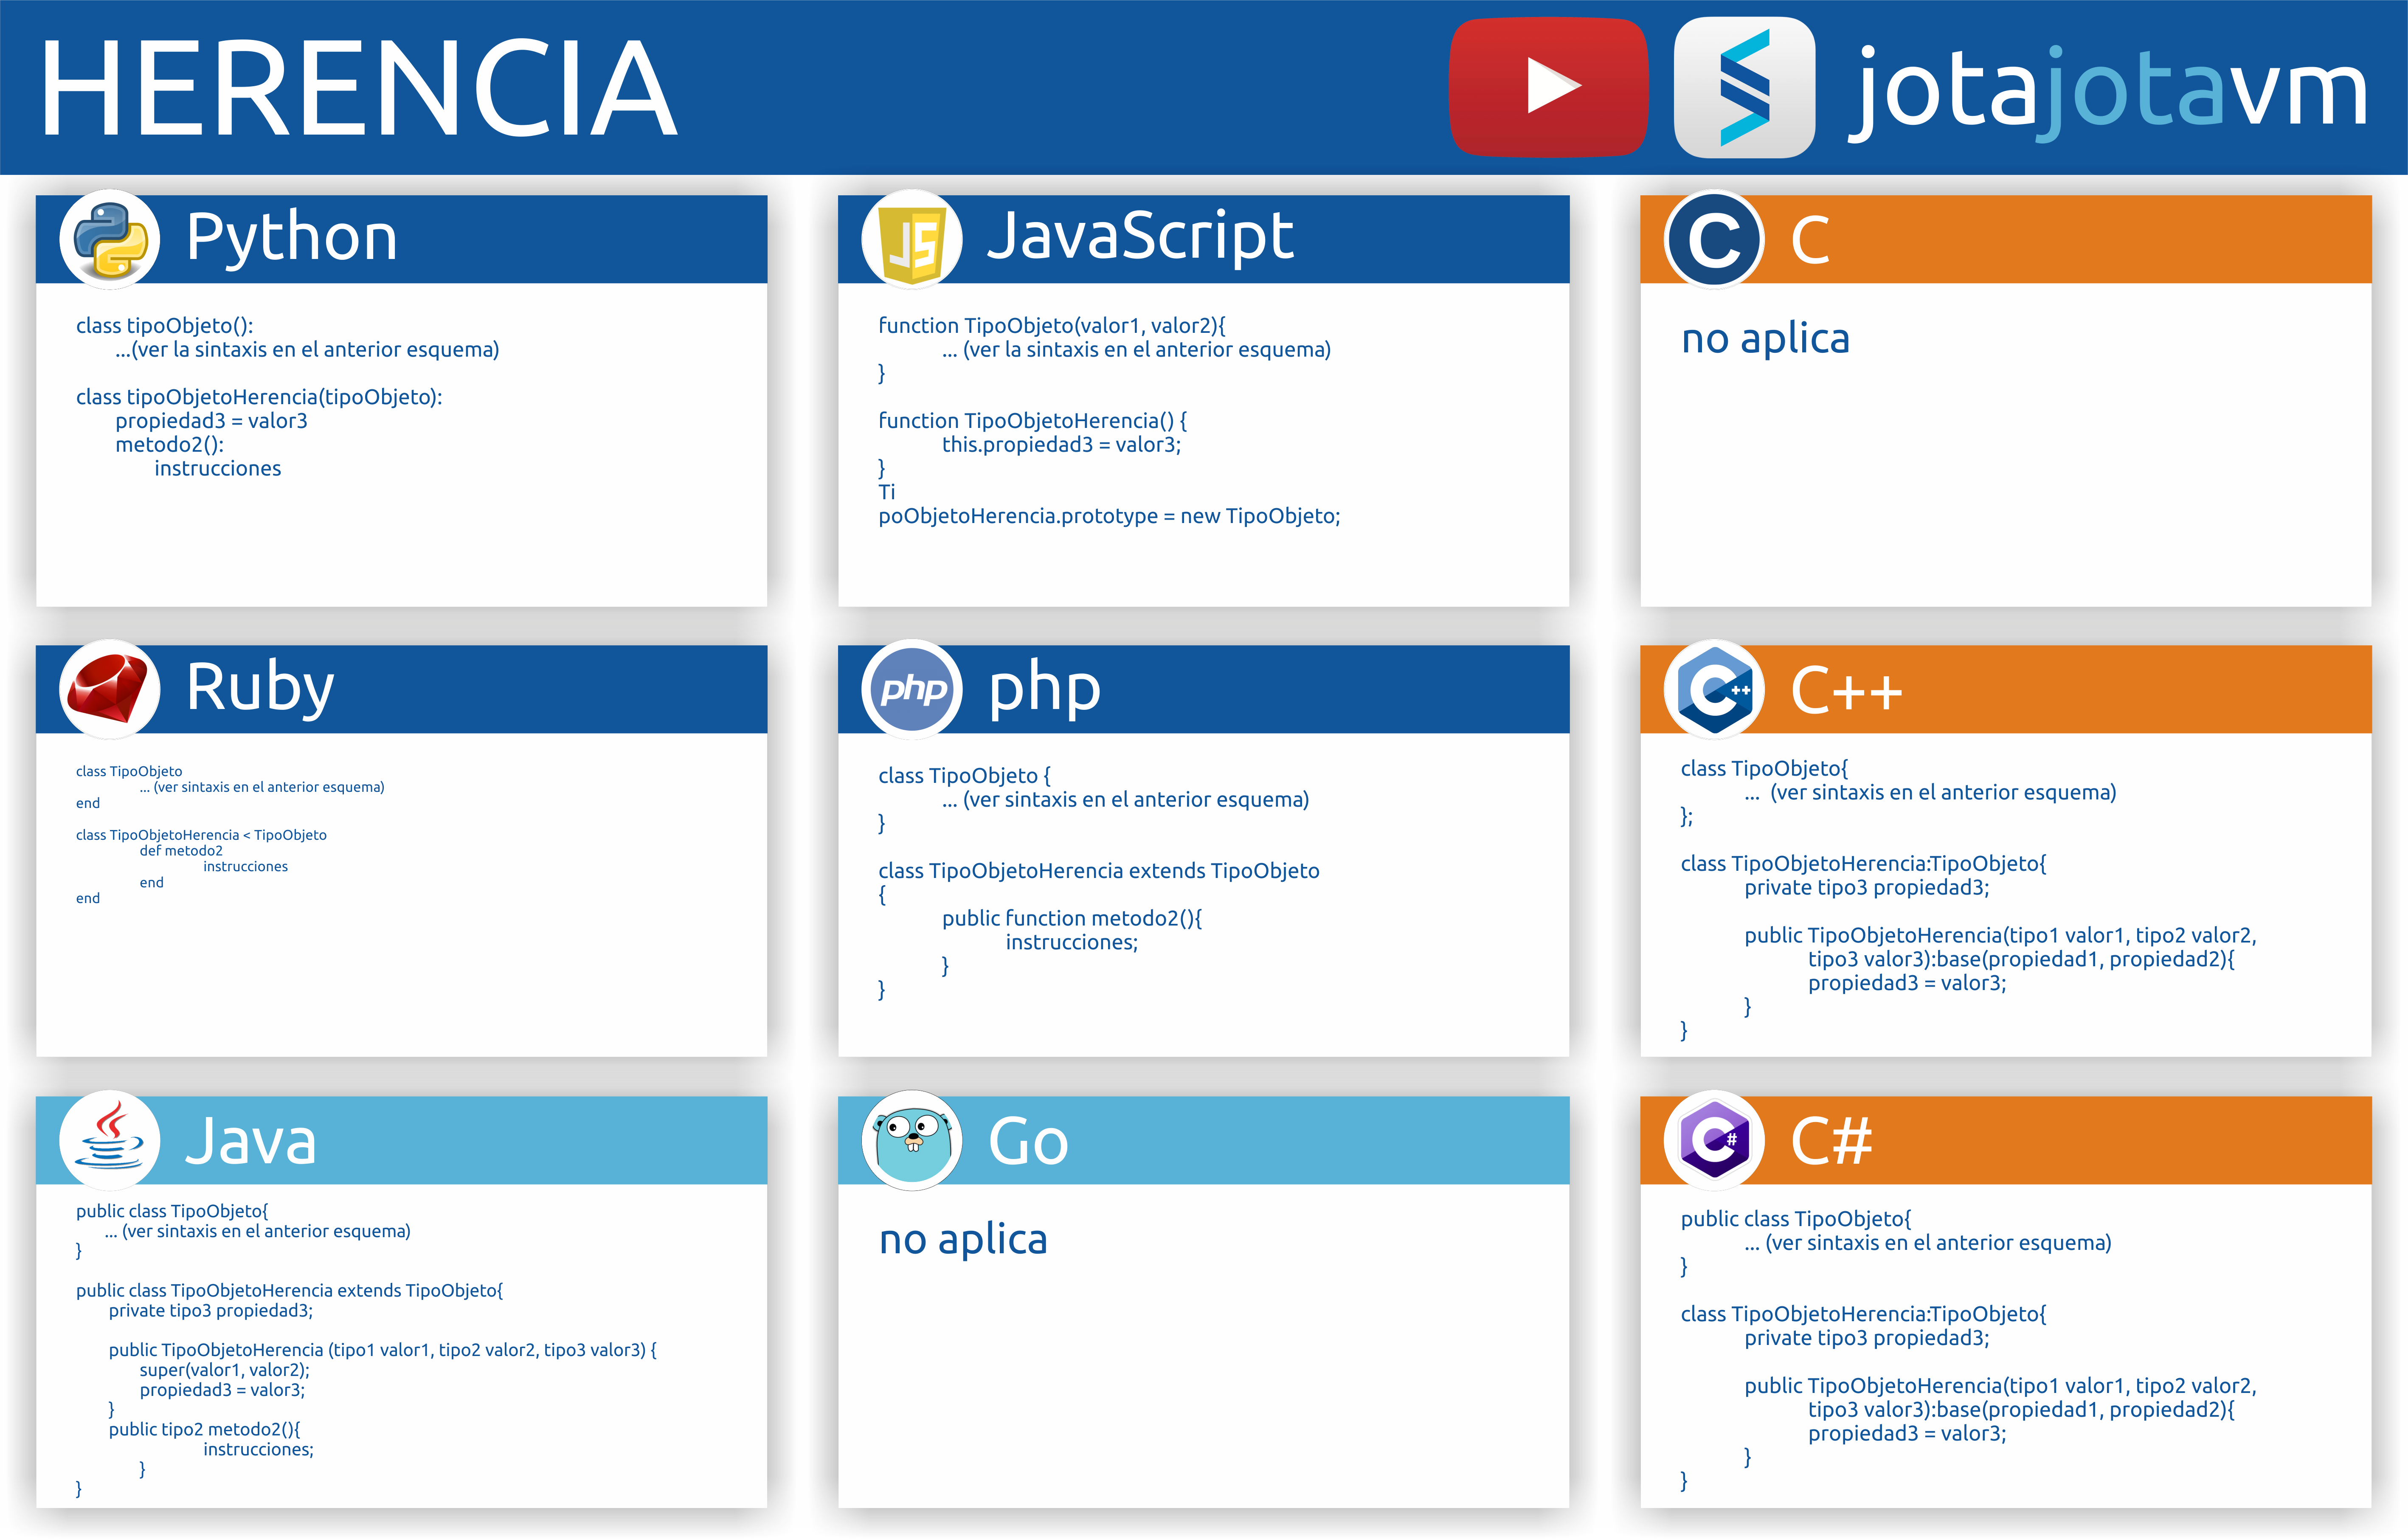 HERENCIA
jotajotavm
Python
class tipoObjeto():
...(ver la sintaxis en el anterior esquema)
class tipoObjetoHerencia(tipoObjeto):
propiedad3 = valor3
metodo2():
instrucciones
JS
JavaScript
function TipoObjeto(valor1, valor2){
... (ver la sintaxis en el anterior esquema)
}
function TipoObjetoHerencia() {
this.propiedad3 = valor3;
}
Ti
poObjetoHerencia.prototype = new TipoObjeto;
C
C
no aplica
Ruby
class TipoObjeto
... (ver sintaxis en el anterior esquema)
end
class TipoObjetoHerencia < TipoObjeto
def metodo2
instrucciones
end
end
php
php
class TipoObjeto {
... (ver sintaxis en el anterior esquema)
}
class TipoObjetoHerencia extends TipoObjeto
{
public function metodo2(){
instrucciones;
}
}
C++
C++
class TipoObjeto{
... (ver sintaxis en el anterior esquema)
};
class TipoObjetoHerencia:TipoObjeto{
private tipo3 propiedad3;
public TipoObjetoHerencia(tipo1 valor1, tipo2 valor2,
tipo3 valor3):base(propiedad1, propiedad2){
propiedad3 = valor3;
}
}
Java
public class TipoObjeto{
... (ver sintaxis en el anterior esquema)
}
public class TipoObjetoHerencia extends TipoObjeto{
private tipo3 propiedad3;
public TipoObjetoHerencia (tipo1 valor1, tipo2 valor2, tipo3 valor3) {
super(valor1, valor2);
propiedad3 = valor3;
}
public tipo2 metodo2(){
instrucciones;
}
}
Go
no aplica
C#
C#
public class TipoObjeto{
... (ver sintaxis en el anterior esquema)
}
class TipoObjetoHerencia:TipoObjeto{
private tipo3 propiedad3;
public TipoObjetoHerencia(tipo1 valor1, tipo2 valor2,
tipo3 valor3):base(propiedad1, propiedad2){
propiedad3 = valor3;
}
}